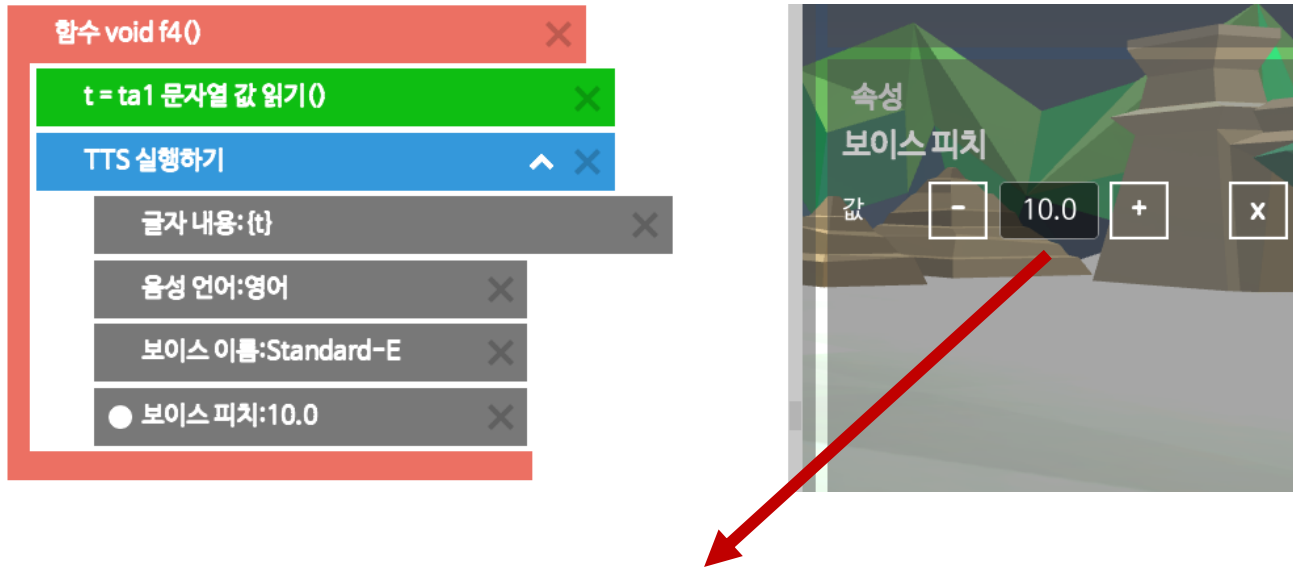 함수 void f4()
t = ta1 문자열 값 읽기()
TTS 실행하기
글자 내용: {t}
음성 언어:영어
보이스 이름:Standard-E
보이스 피치:10.0
속성
보이스 피치
값 - 10.0 + x